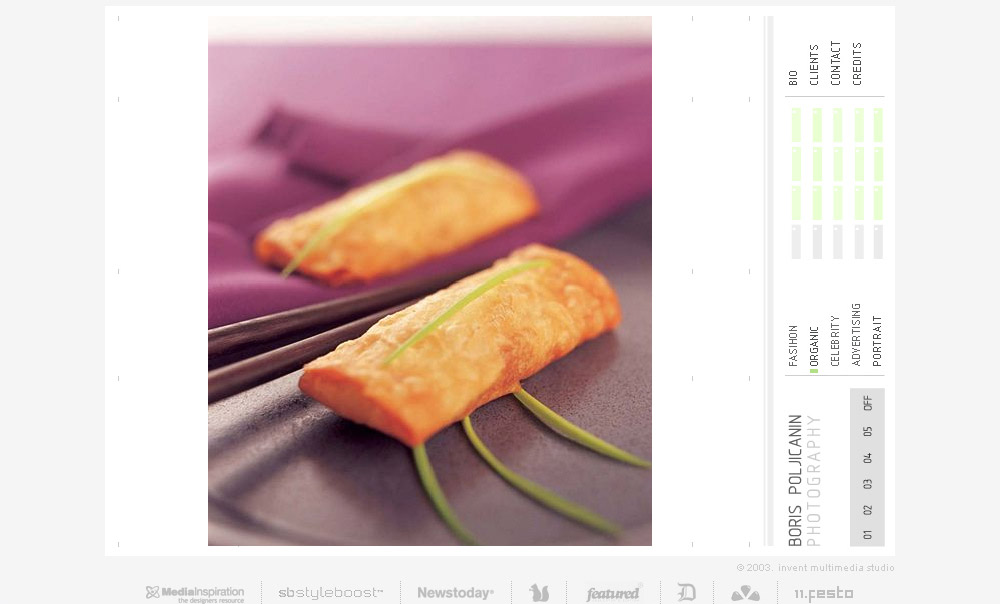 BIO
CLIENTS
CONTACT
CREDITS
FASIHON
ORGANIC
CELEBRITY
ADVERTISING
PORTRAIT
BORIS POLJICANIN
PHOTOGRAPHY
01 02 03 04 05 OFF
© 2003. invent multimedia studio
MediaInspiration
the designers resource
sbstyleboost™
Newstoday®
featured
D
11.festo